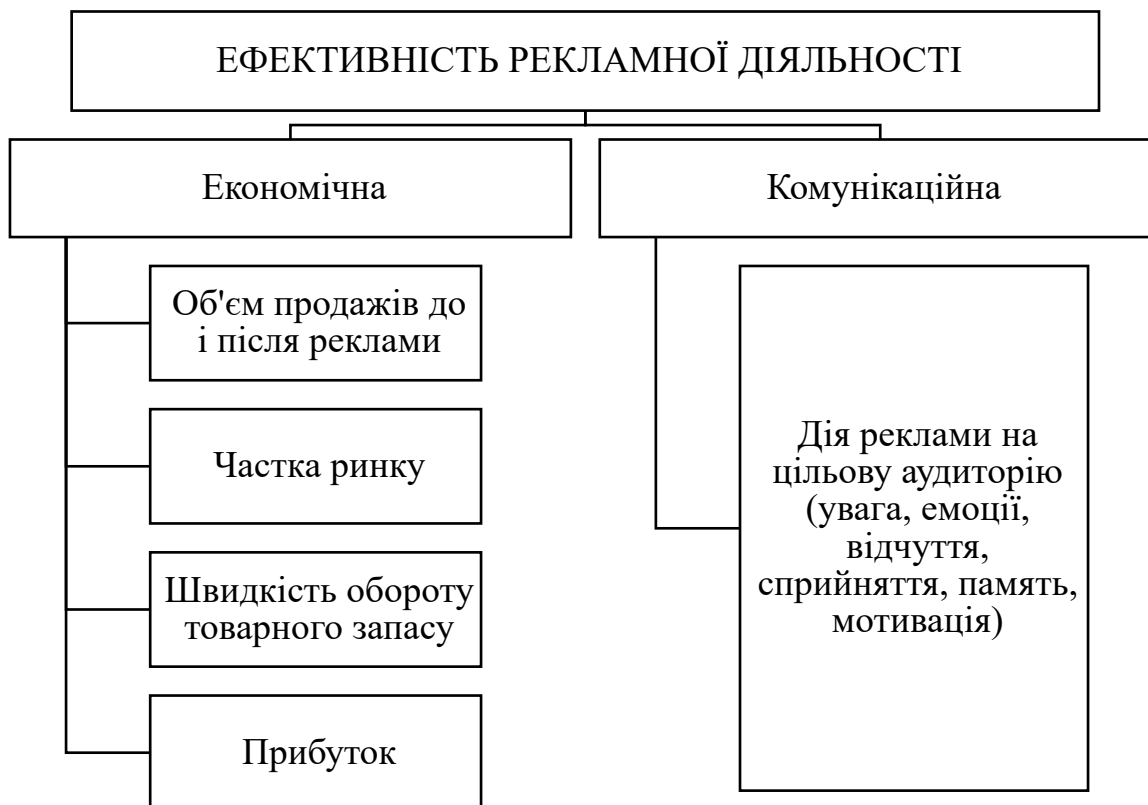 ЕФЕКТИВНІСТЬ РЕКЛАМНОЇ ДІЯЛЬНОСТІ
Економічна
Об'єм продажів до
і після реклами
Частка ринку
Швидкість обороту
товарного запасу
Прибуток
Комунікаційна
Дія реклами на
цільову аудиторію
(увага, емоції,
відчуття,
сприйняття, память,
мотивація)